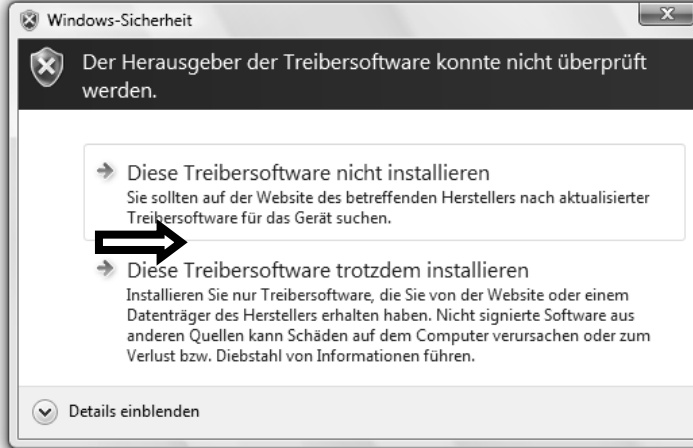 Windows-Sicherheit
Der Herausgeber der Treibersoftware konnte nicht überprüft
werden.
Diese Treibersoftware nicht installieren
Sie sollten auf der Website des betreffenden Herstellers nach aktualisierter
Treibersoftware für das Gerät suchen.
Diese Treibersoftware trotzdem installieren
Installieren Sie nur Treibersoftware, die Sie von der Website oder einem
Datenträger des Herstellers erhalten haben. Nicht signierte Software aus
anderen Quellen kann Schäden auf dem Computer verursachen oder zum
Verlust bzw. Diebstahl von Informationen führen.
Details einblenden